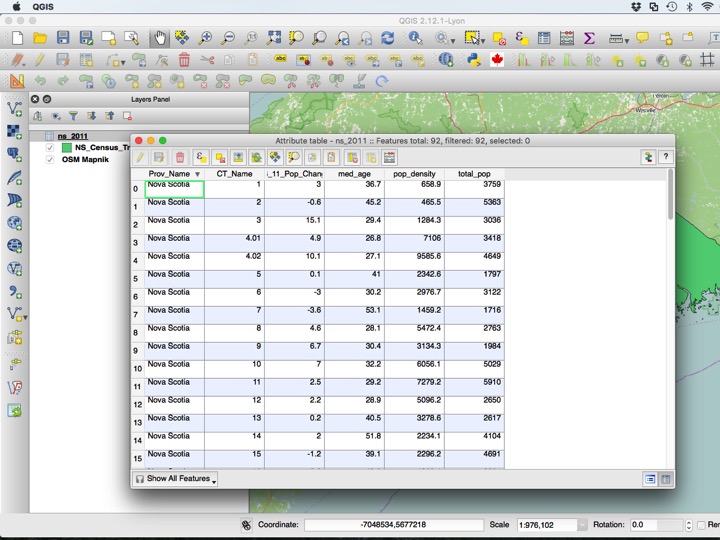 QGIS
QGIS 2.12.1-Lyon
Layers Panel
ns_2011
NS_Census_Tr
OSM Mapnik
Attribute table - ns_2011 :: Features total: 92, filtered: 92, selected: 0
Prov_Name CT_Name _11_Pop_Chan med_age pop_density total_pop
0 Nova Scotia 1 3 36.7 658.9 3759
1 Nova Scotia 2 -0.6 45.2 465.5 5363
2 Nova Scotia 3 15.1 29.4 1284.3 3036
3 Nova Scotia 4.01 4.9 26.8 7106 3418
4 Nova Scotia 4.02 10.1 27.1 9585.6 4649
5 Nova Scotia 5 0.1 41 2342.6 1797
6 Nova Scotia 6 -3 30.2 2976.7 3122
7 Nova Scotia 7 -3.6 53.1 1459.2 1716
8 Nova Scotia 8 4.6 28.1 5472.4 2763
9 Nova Scotia 9 6.7 30.4 3134.3 1984
10 Nova Scotia 10 7 32.2 6056.1 5029
11 Nova Scotia 11 2.5 29.2 7279.2 5910
12 Nova Scotia 12 2.2 28.9 5096.2 2650
13 Nova Scotia 13 0.2 40.5 3278.6 2617
14 Nova Scotia 14 2 51.8 2234.1 4104
15 Nova Scotia 15 -1.2 39.1 2296.2 4691
Show All Features
Coordinate: -7048534,5677218 Scale 1:976,102 Rotation: 0.0 Ren